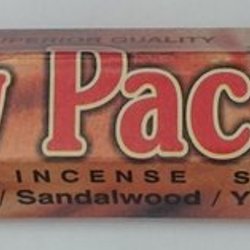 SUPERIOR QUALITY
Pac
INCENSE S
/ Sandalwood / Y